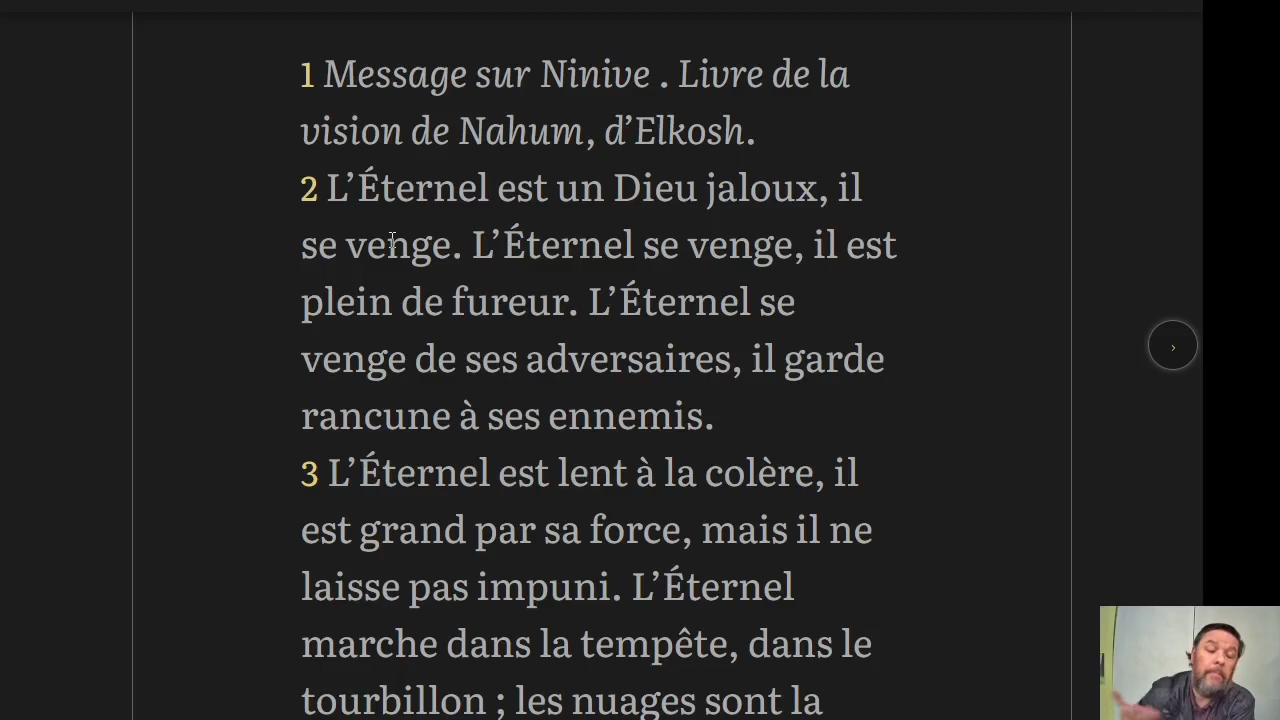 1 Message sur Ninive . Livre de la
vision de Nahum, d’Elkosh.
2 L’Éternel est un Dieu jaloux, il
se venge. L’Éternel se venge, il est
plein de fureur. L’Éternel se
venge de ses adversaires, il garde
rancune à ses ennemis.
3 L’Éternel est lent à la colère, il
est grand par sa force, mais il ne
laisse pas impuni. L’Éternel
marche dans la tempête, dans le
tourbillon ; les nuages sont la